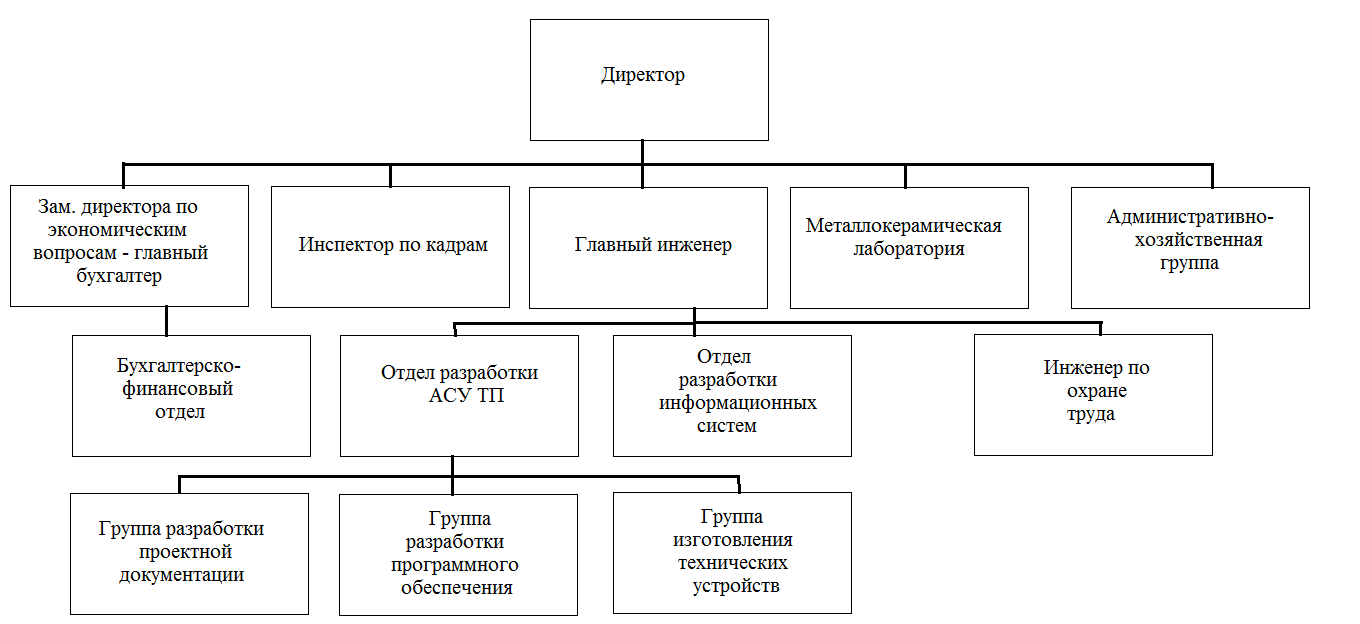 Директор
Зам. директора по
экономическим
вопросам - главный
бухгалтер
Инспектор по кадрам
Главный инженер
Металлокерамическая
лаборатория
Административно-
хозяйственная
группа
Бухгалтерско-
финансовый
отдел
Отдел разработки
АСУ ТП
Отдел
разработки
информационных
систем
Инженер по
охране
труда
Группа разработки
проектной
документации
Группа
разработки
программного
обеспечения
Группа
изготовления
технических
устройств